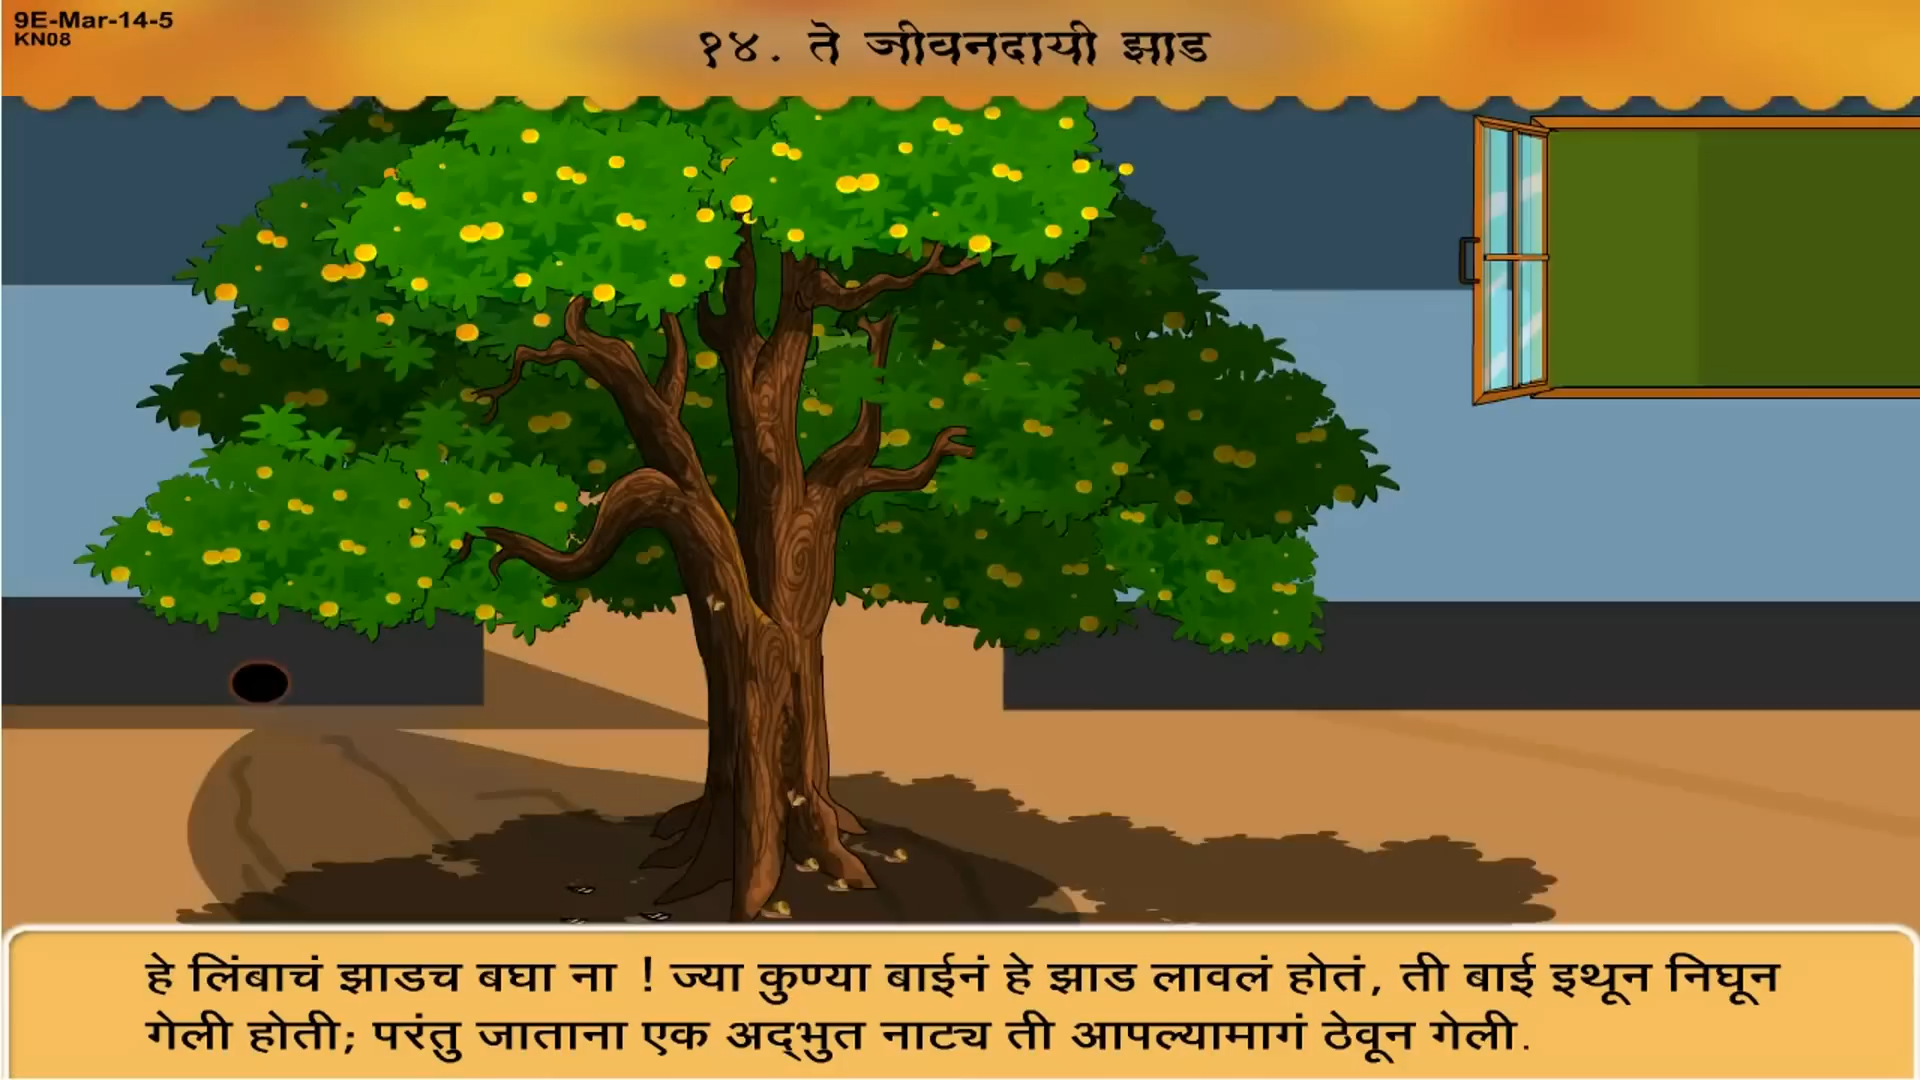 9E-Mar-14-5
KN08
१४. ते जीवनदायी झाड
हे लिंबाचं झाडच बघा ना ! ज्या कुण्या बाईनं हे झाड लावलं होतं, ती बाई इथून निघून
गेली होती; परंतु जाताना एक अद्‌भुत नाट्य ती आपल्यामागं ठेवून गेली.